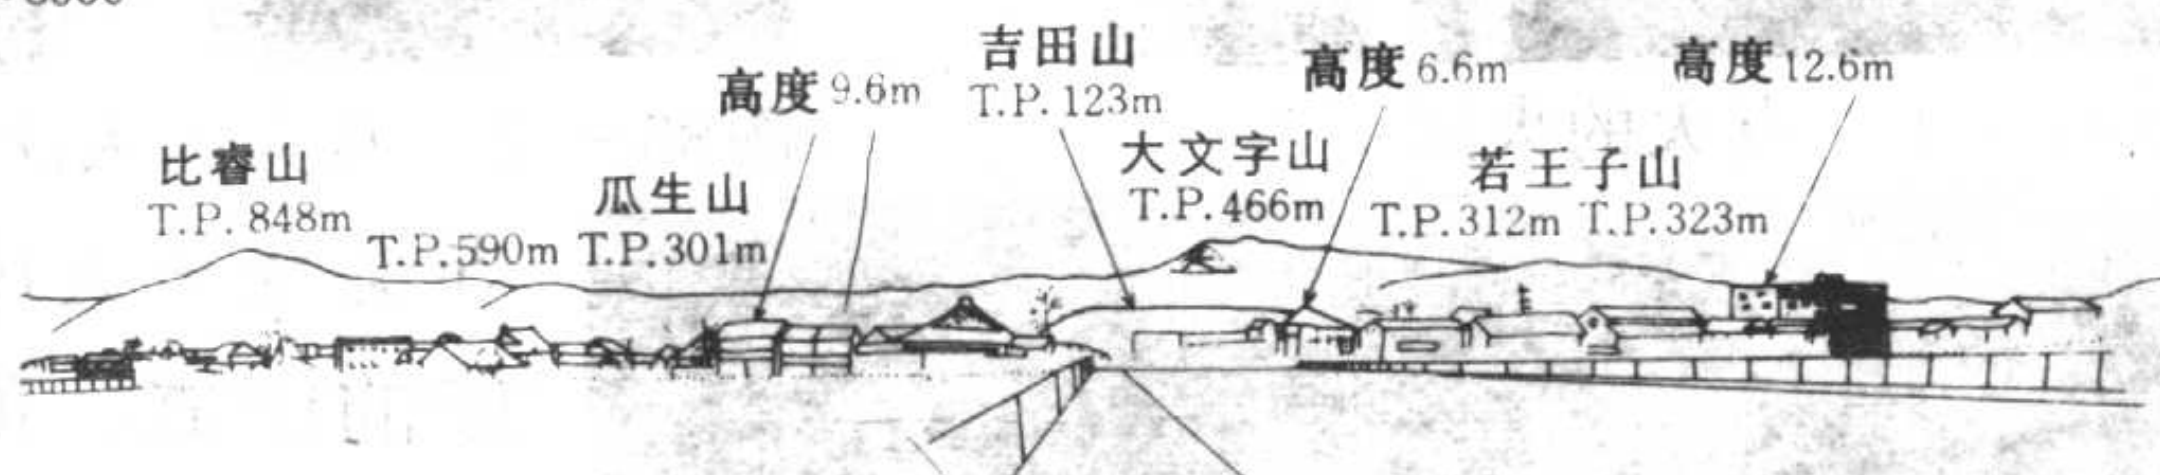 吉田山
T.P.123m
高度9.6m
高度6.6m
高度12.6m
比睿山
T.P.848m
T.P.590m
瓜生山
T.P.301m
大文字山
T.P.466m
若王子山
T.P.312m T.P.323m